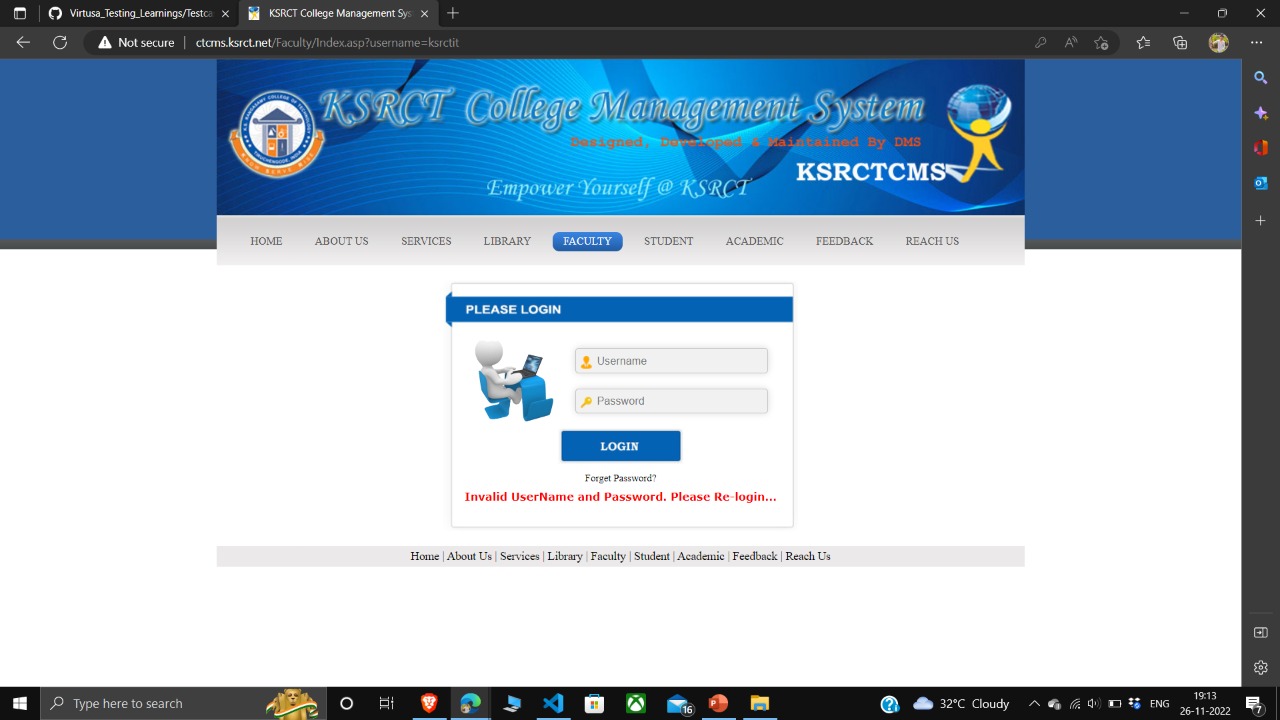 Virtusa_Testing_Learnings/Testca
KSRCT College Management Sys
Not secure
ctcms.ksrct.net/Faculty/Index.asp?username=ksrctit
KSRCT College Management System
Designed, Developed & Maintained By DMS
KSRCTCMS
Empower Yourself @ KSRCT
HOME ABOUT US SERVICES LIBRARY FACULTY STUDENT ACADEMIC FEEDBACK REACH US
PLEASE LOGIN
Username
Password
LOGIN
Forget Password?
Invalid UserName and Password. Please Re-login...
Home | About Us | Services | Library | Faculty | Student | Academic | Feedback | Reach Us
Type here to search
16
32°C Cloudy
ENG
19:13
26-11-2022
7